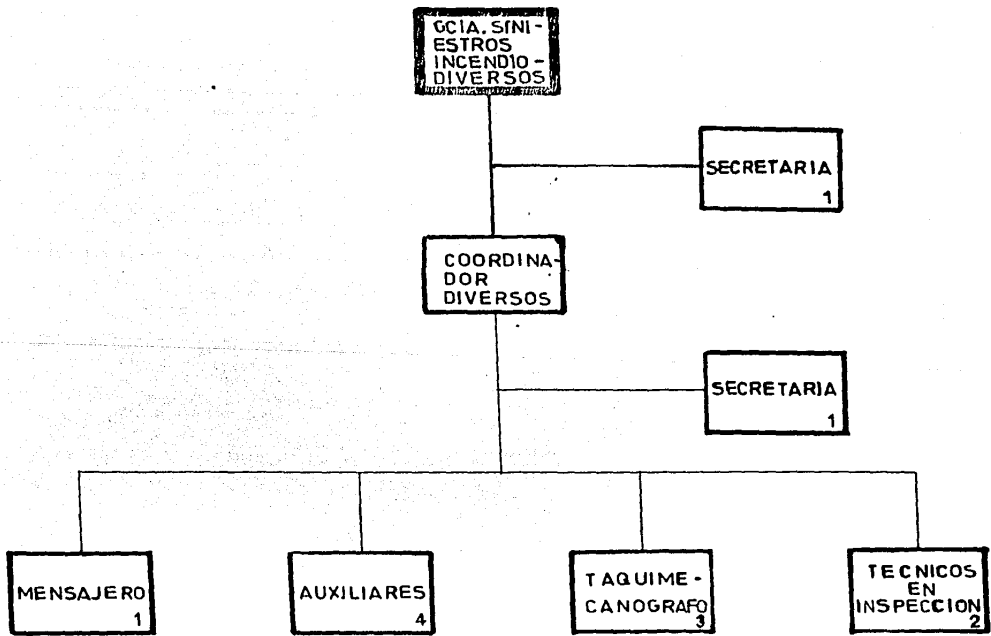 GCIA. SINI-
ESTROS
INCENDIO-
DIVERSOS
SECRETARIA
1
COORDINA-
DOR
DIVERSOS
SECRETARIA
1
MENSAJERO
1
AUXILIARES
4
TAQUIME-
CANOGRAFO
3
TECNICOS
EN
INSPECCION
2